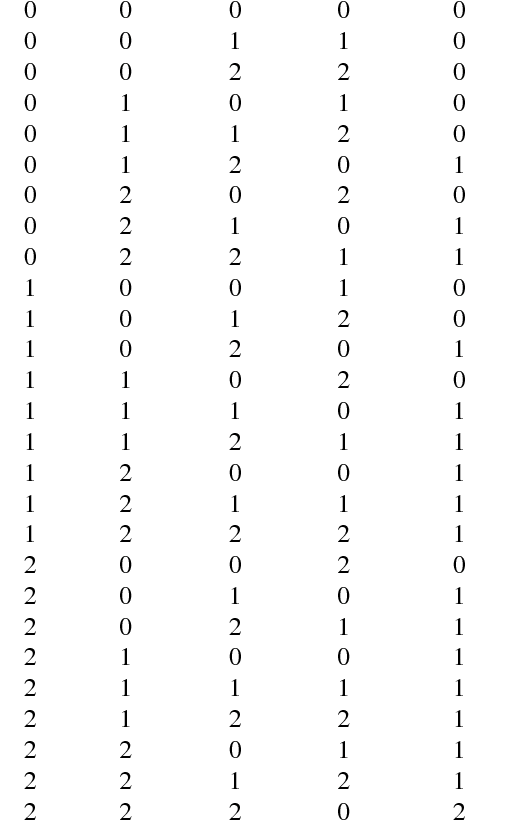 0 0 0 0 0
0 0 1 1 0
0 0 2 2 0
0 1 0 1 0
0 1 1 2 0
0 1 2 0 1
0 2 0 2 0
0 2 1 0 1
0 2 2 1 1
1 0 0 1 0
1 0 1 2 0
1 0 2 0 1
1 1 0 2 0
1 1 1 0 1
1 1 2 1 1
1 2 0 0 1
1 2 1 1 1
1 2 2 2 1
2 0 0 2 0
2 0 1 0 1
2 0 2 1 1
2 1 0 0 1
2 1 1 1 1
2 1 2 2 1
2 2 0 1 1
2 2 1 2 1
2 2 2 0 2